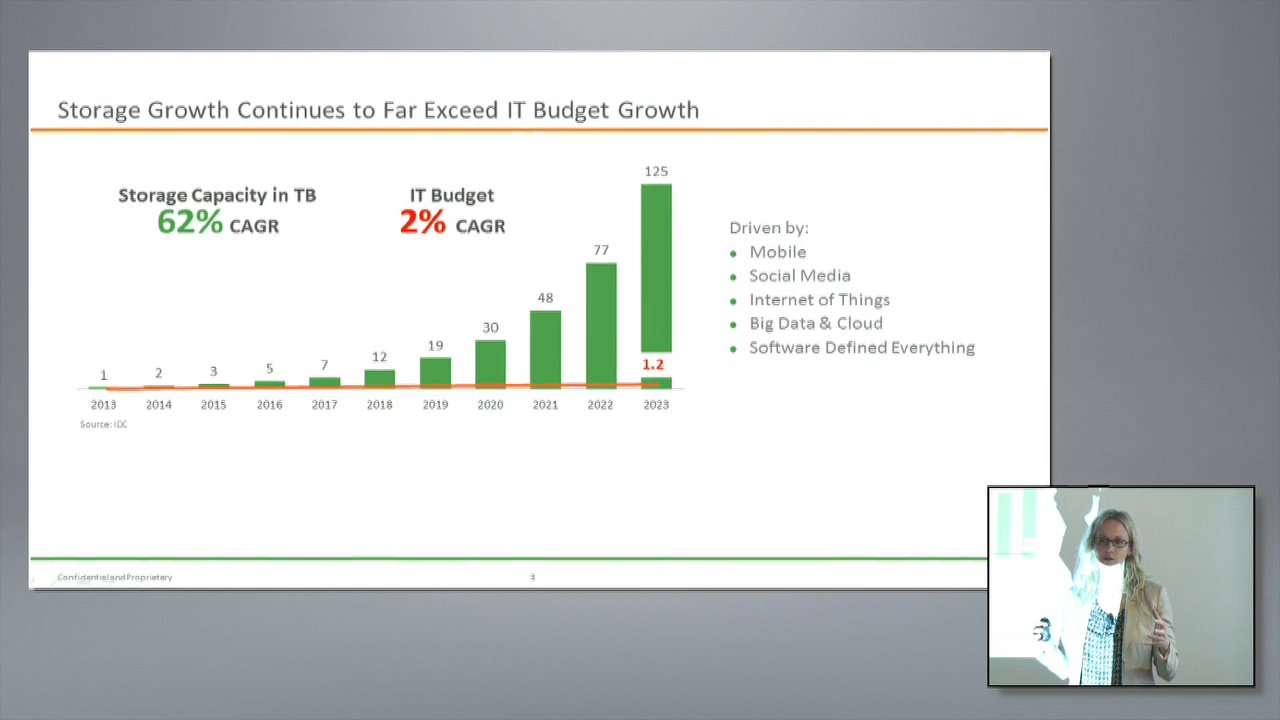 Storage Growth Continues to Far Exceed IT Budget Growth
Storage Capacity in TB
62% CAGR
IT Budget
2% CAGR
1
2
3
5
7
12
19
30
48
77
125
1.2
2013
2014
2015
2016
2017
2018
2019
2020
2021
2022
2023
Source: IDC
Driven by:
Mobile
Social Media
Internet of Things
Big Data & Cloud
Software Defined Everything
Confidential and Proprietary
3